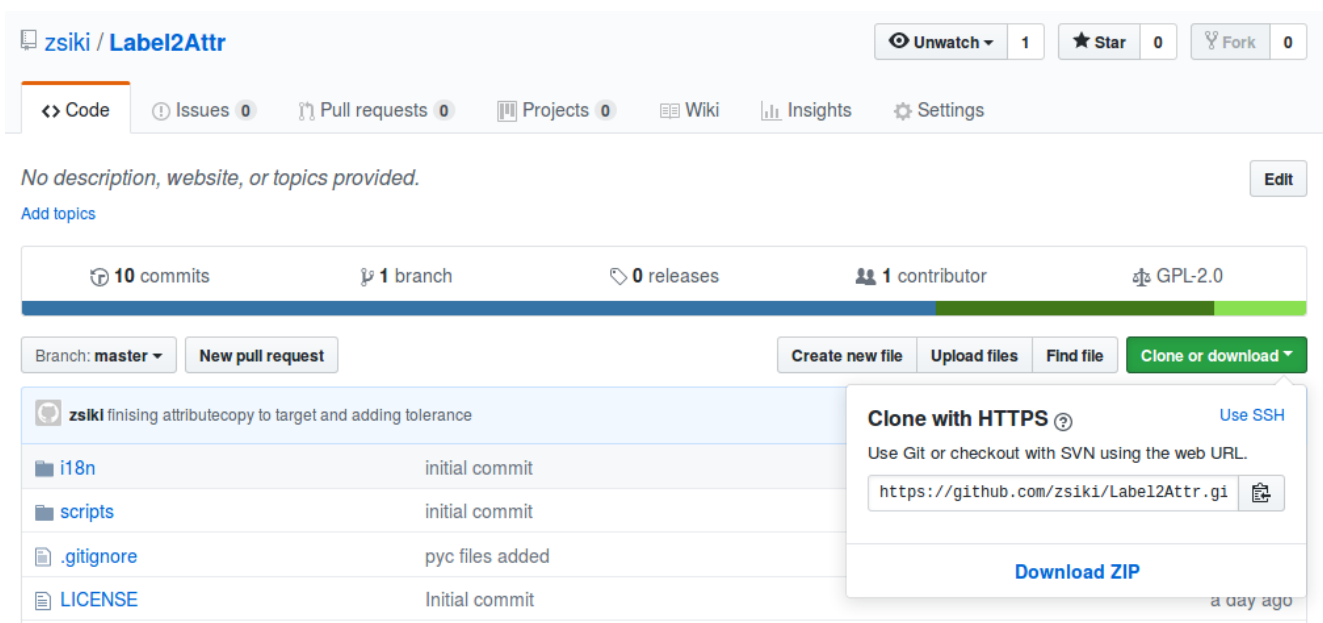 zsiki / Label2Attr
Unwatch 1 Star 0 Fork 0
Code Issues 0 Pull requests 0 Projects 0 Wiki Insights Settings
No description, website, or topics provided.
Edit
Add topics
10 commits 1 branch 0 releases 1 contributor GPL-2.0
Branch: master New pull request Create new file Upload files Find file Clone or download
zsiki finising attributecopy to target and adding tolerance
Clone with HTTPS ? Use SSH
Use Git or checkout with SVN using the web URL.
https://github.com/zsiki/Label2Attr.gi
Download ZIP
i18n initial commit
scripts initial commit
.gitignore pyc files added
LICENSE Initial commit a day ago